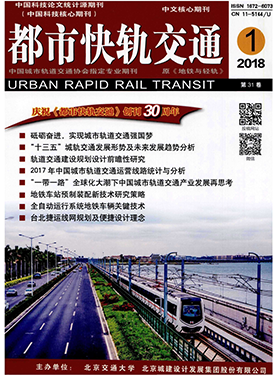 中国科技论文统计源期刊
(中国科技核心期刊)
中文核心期刊
ISSN 1672-6073
CN 11-5144/U
都市快轨交通
中国城市轨道交通协会指定专业期刊
原《地铁与轻轨》
1
2018
URBAN RAPID RAIL TRANSIT
第31卷
庆祝《都市快轨交通》创刊30周年
砥砺奋进,实现城市轨道交通强国梦
“十三五”城轨交通发展形势及未来发展趋势分析
轨道交通建设规划设计前瞻性研究
2017年中国城市轨道交通运营线路统计与分析
“一带一路”全球化大潮下中国城市轨道交通产业发展再思考
地铁车站预制装配新技术研究策略
全自动运行系统地铁车辆关键技术
台北捷运线网规划及便捷设计理念
投稿网站
微信号
主办:
北京交通大学
北京城建设计发展集团股份有限公司